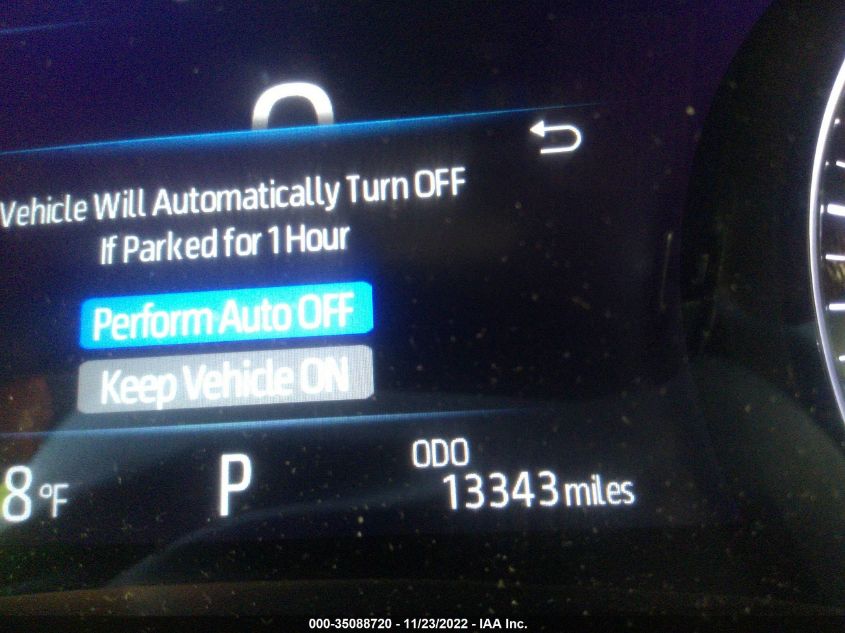 0
Vehicle Will Automatically Turn OFF
If Parked for 1 Hour
Perform Auto OFF
Keep Vehicle ON
8°F
P
ODO
13343 miles
000-35088720 - 11/23/2022 - IAA Inc.